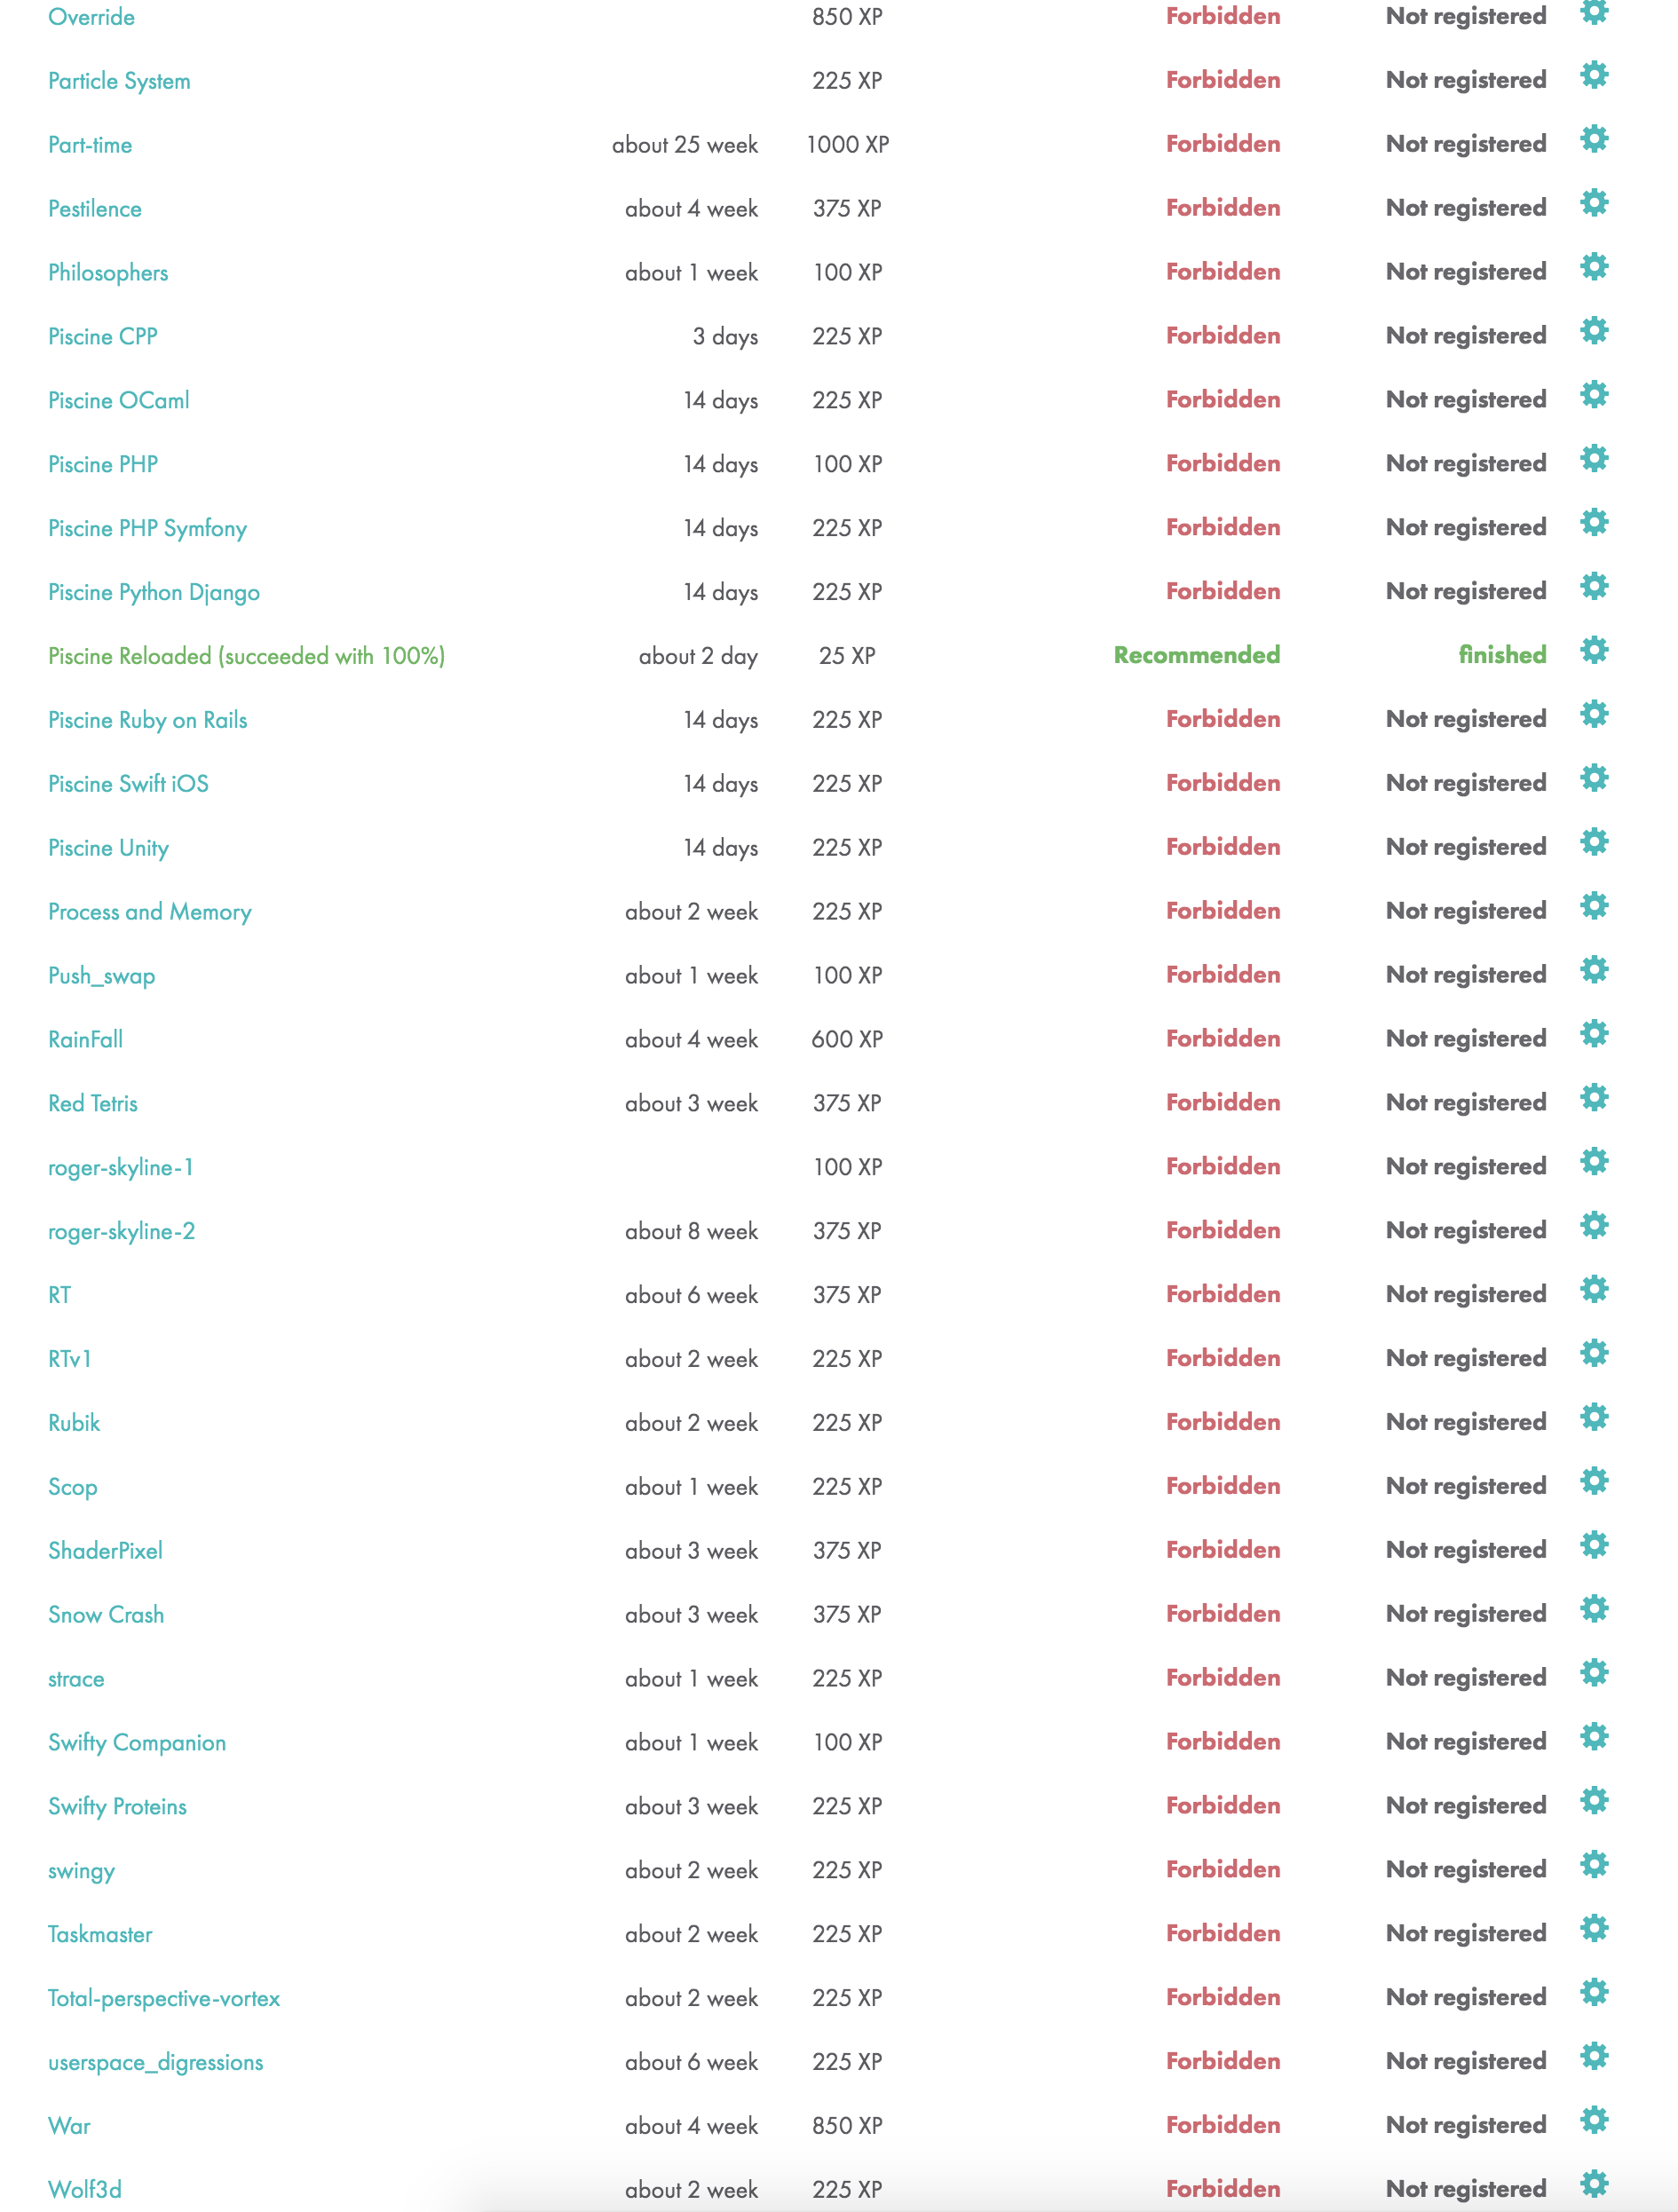 Override 850 XP Forbidden Not registered
Particle System 225 XP Forbidden Not registered
Part-time about 25 week 1000 XP Forbidden Not registered
Pestilence about 4 week 375 XP Forbidden Not registered
Philosophers about 1 week 100 XP Forbidden Not registered
Piscine CPP 3 days 225 XP Forbidden Not registered
Piscine OCaml 14 days 225 XP Forbidden Not registered
Piscine PHP 14 days 100 XP Forbidden Not registered
Piscine PHP Symfony 14 days 225 XP Forbidden Not registered
Piscine Python Django 14 days 225 XP Forbidden Not registered
Piscine Reloaded (succeeded with 100%) about 2 day 25 XP Recommended finished
Piscine Ruby on Rails 14 days 225 XP Forbidden Not registered
Piscine Swift iOS 14 days 225 XP Forbidden Not registered
Piscine Unity 14 days 225 XP Forbidden Not registered
Process and Memory about 2 week 225 XP Forbidden Not registered
Push_swap about 1 week 100 XP Forbidden Not registered
RainFall about 4 week 600 XP Forbidden Not registered
Red Tetris about 3 week 375 XP Forbidden Not registered
roger-skyline-1 100 XP Forbidden Not registered
roger-skyline-2 about 8 week 375 XP Forbidden Not registered
RT about 6 week 375 XP Forbidden Not registered
RTv1 about 2 week 225 XP Forbidden Not registered
Rubik about 2 week 225 XP Forbidden Not registered
Scop about 1 week 225 XP Forbidden Not registered
ShaderPixel about 3 week 375 XP Forbidden Not registered
Snow Crash about 3 week 375 XP Forbidden Not registered
strace about 1 week 225 XP Forbidden Not registered
Swifty Companion about 1 week 100 XP Forbidden Not registered
Swifty Proteins about 3 week 225 XP Forbidden Not registered
swingy about 2 week 225 XP Forbidden Not registered
Taskmaster about 2 week 225 XP Forbidden Not registered
Total-perspective-vortex about 2 week 225 XP Forbidden Not registered
userspace_digressions about 6 week 225 XP Forbidden Not registered
War about 4 week 850 XP Forbidden Not registered
Wolf3d about 2 week 225 XP Forbidden Not registered